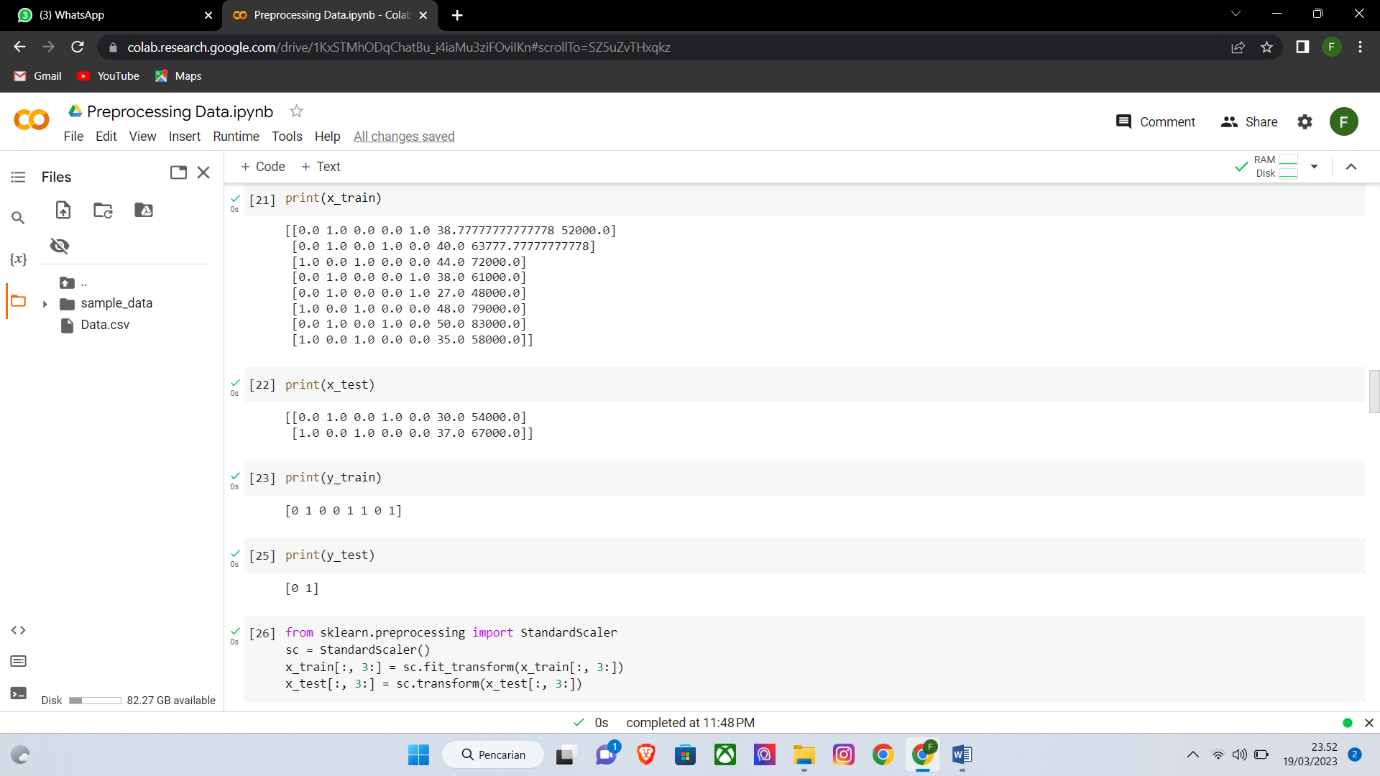 (3) WhatsApp
Preprocessing Data.ipynb - Colab
colab.research.google.com/drive/1KxSTMhODqChatBu_i4iaMu3ziFOviIKn#scrollTo=SZ5uZvTHxqkz
F
Gmail
YouTube
Maps
Preprocessing Data.ipynb
File Edit View Insert Runtime Tools Help All changes saved
Comment
Share
F
Files
+ Code + Text
RAM
Disk
{x}
..
sample_data
Data.csv
[21] print(x_train)
0s
[[0.0 1.0 0.0 0.0 1.0 38.77777777777778 52000.0]
[0.0 1.0 0.0 1.0 0.0 40.0 63777.77777777778]
[1.0 0.0 1.0 0.0 0.0 44.0 72000.0]
[0.0 1.0 0.0 0.0 1.0 38.0 61000.0]
[0.0 1.0 0.0 0.0 1.0 27.0 48000.0]
[1.0 0.0 1.0 0.0 0.0 48.0 79000.0]
[0.0 1.0 0.0 1.0 0.0 50.0 83000.0]
[1.0 0.0 1.0 0.0 0.0 35.0 58000.0]]
[22] print(x_test)
0s
[[0.0 1.0 0.0 1.0 0.0 30.0 54000.0]
[1.0 0.0 1.0 0.0 0.0 37.0 67000.0]]
[23] print(y_train)
0s
[0 1 0 0 1 1 0 1]
[25] print(y_test)
0s
[0 1]
[26] from sklearn.preprocessing import StandardScaler
0s
sc = StandardScaler()
x_train[:, 3:] = sc.fit_transform(x_train[:, 3:])
x_test[:, 3:] = sc.transform(x_test[:, 3:])
Disk 82.27 GB available
0s completed at 11:48 PM
Pencarian
1
F
23.52
19/03/2023
2